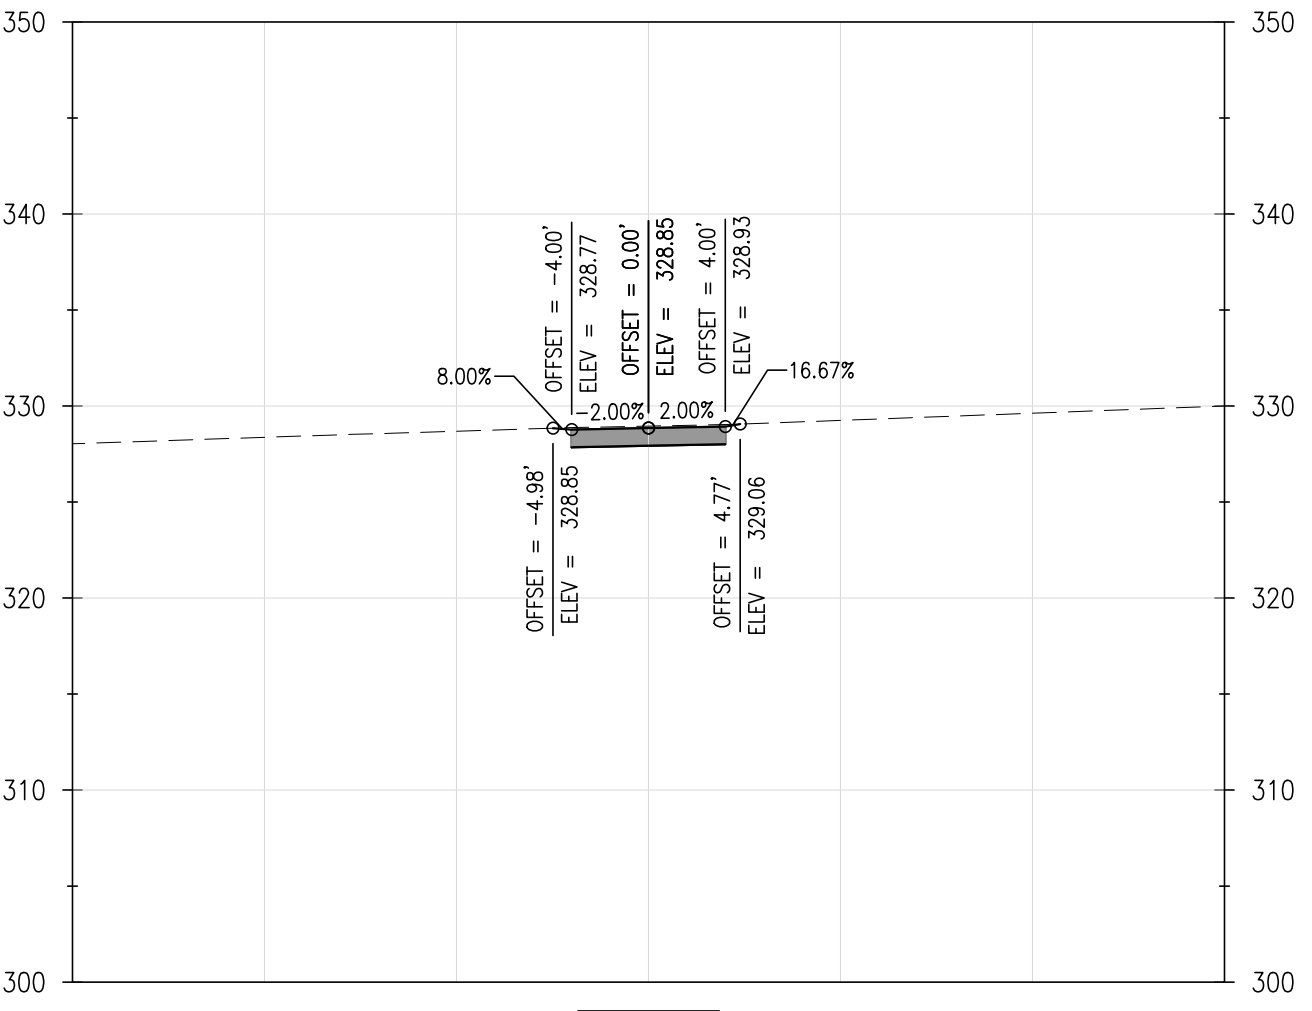 350
350
340
340
OFFSET = -4.00'
ELEV = 328.77
OFFSET = 0.00'
ELEV = 328.85
OFFSET = 4.00'
ELEV = 328.93
8.00%
16.67%
-2.00%
2.00%
330
330
OFFSET = -4.98'
ELEV = 328.85
OFFSET = 4.77'
ELEV = 329.06
320
320
310
310
300
300